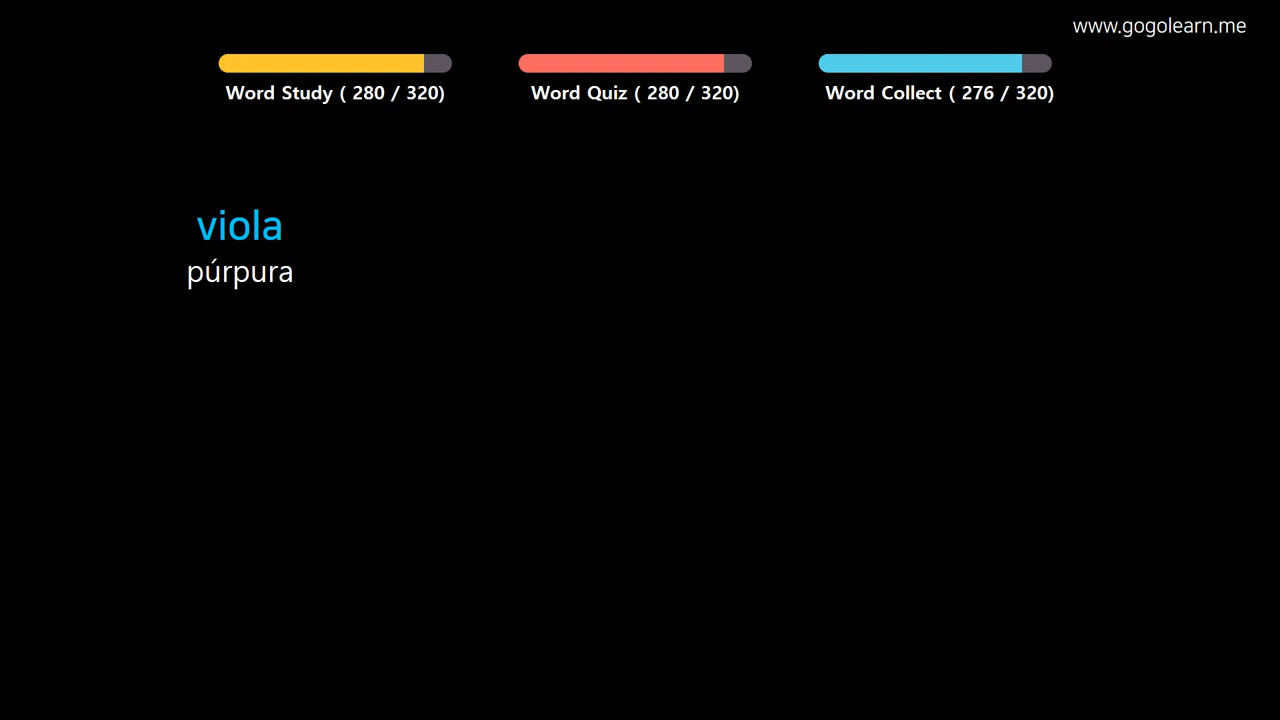 www.gogolearn.me
Word Study ( 280 / 320)
Word Quiz ( 280 / 320)
Word Collect ( 276 / 320)
viola
púrpura